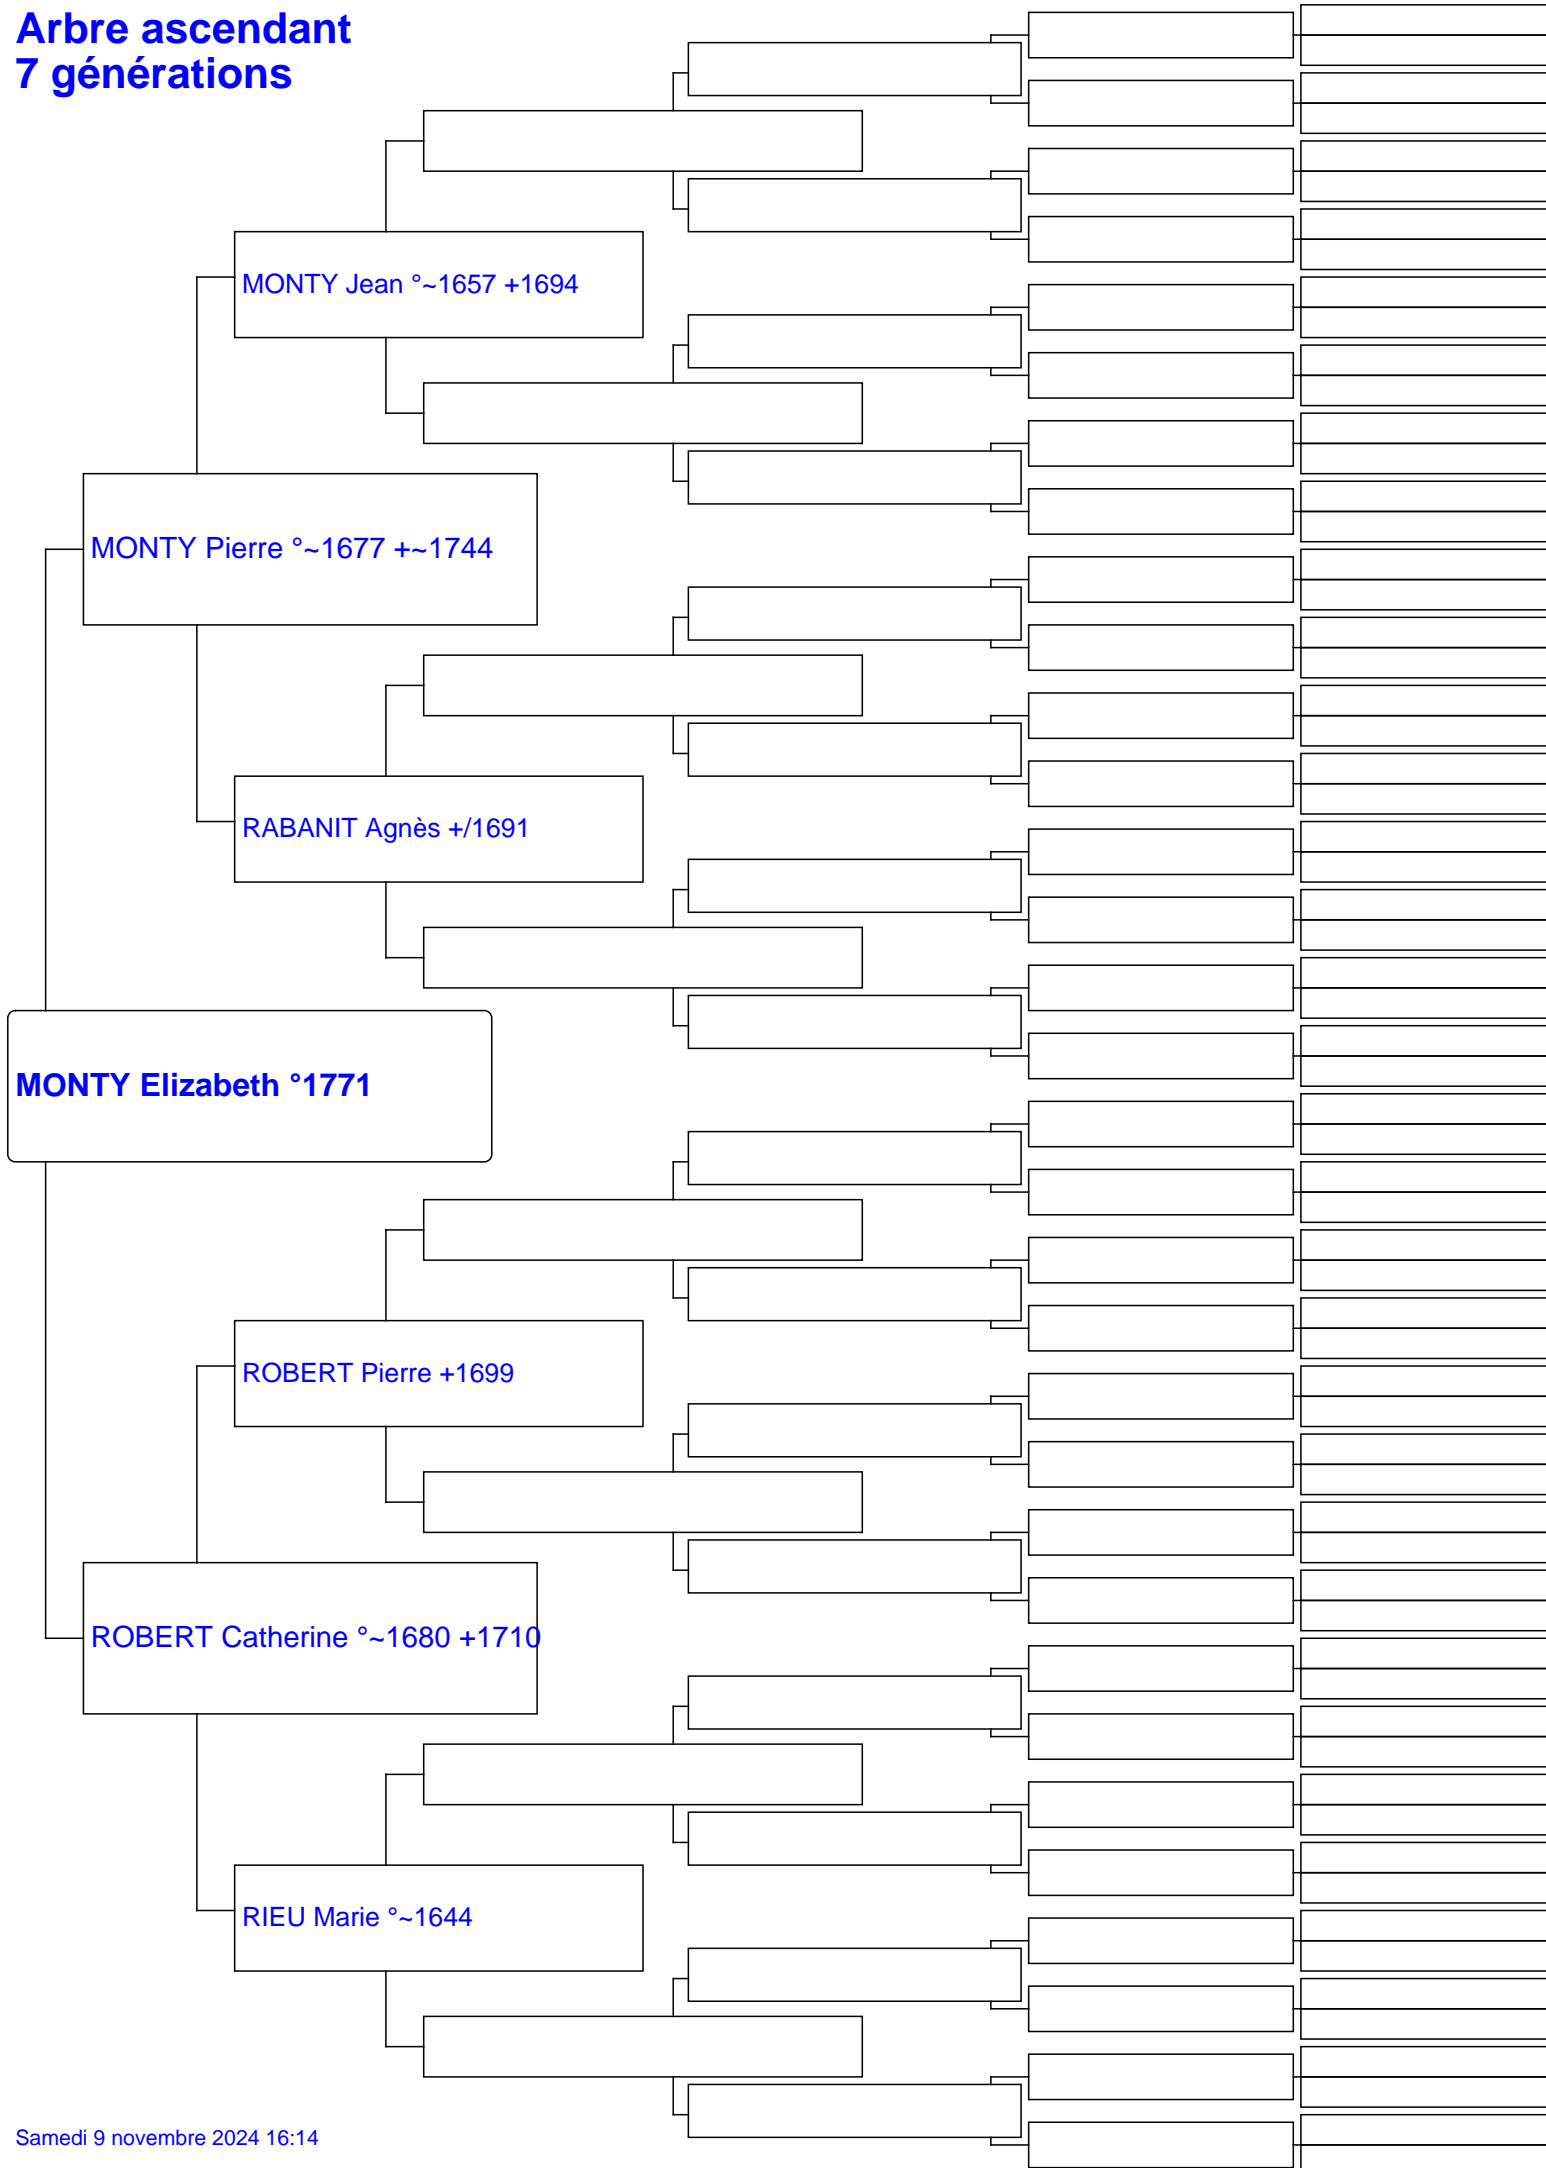 Arbre ascendant
7 générations
MONTY Jean °~1657 +1694
MONTY Pierre °~1677 +~1744
RABANIT Agnès +/1691
MONTY Elizabeth °1771
ROBERT Pierre +1699
ROBERT Catherine °~1680 +1710
RIEU Marie °~1644
Samedi 9 novembre 2024 16:14